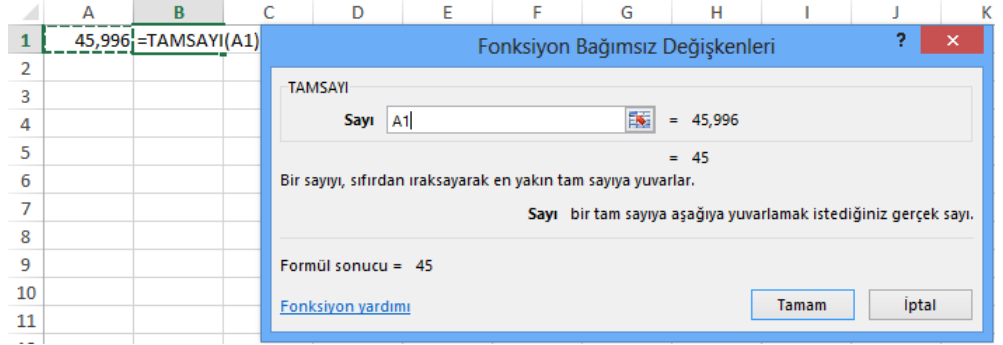 A B C D E F G H I J K
1 45,996 =TAMSAYI(A1)
2
3
4
5
6
7
8
9
10
11
Fonksiyon Bağımsız Değişkenleri ? ×
TAMSAYI
Sayı A1 = 45,996
= 45
Bir sayıyı, sıfırdan ıraksayarak en yakın tam sayıya yuvarlar.
Sayı bir tam sayıya aşağıya yuvarlamak istediğiniz gerçek sayı.
Formül sonucu = 45
Fonksiyon yardımı Tamam İptal